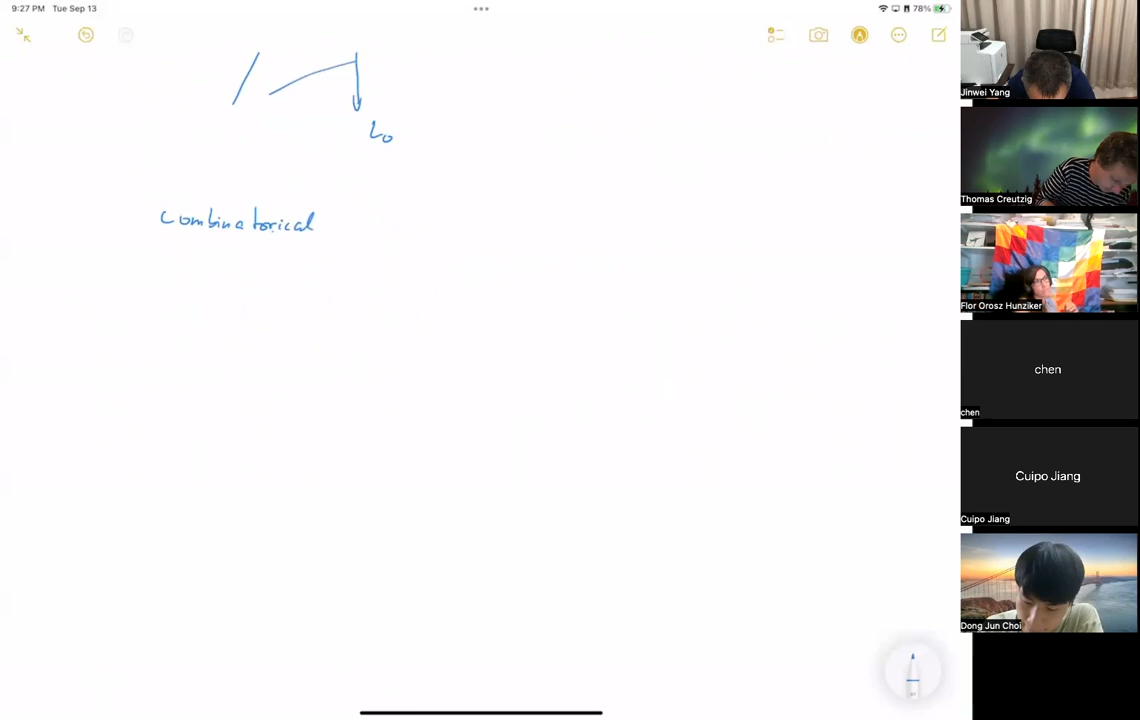 9:27 PM Tue Sep 13
78%
L₀
combinatorical
Jinwei Yang
Thomas Creutzig
Flor Orosz Hunziker
chen
chen
Cuipo Jiang
Cuipo Jiang
Dong Jun Choi